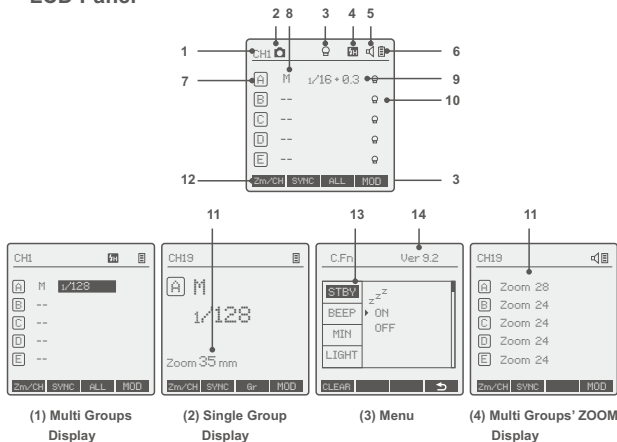 LCD Panel
2 8 3 4 5
1 CH1 6
7 A M 1/16+0.3 9
B -- 10
C --
D --
E --
12 Zm/CH SYNC ALL MOD 3
11 13 14 11
CH1
A M 1/128
B --
C --
D --
E --
Zm/CH SYNC ALL MOD
CH19
A M
1/128
Zoom 35 mm
Zm/CH SYNC Gr MOD
C.Fn Ver 9.2
STBY zzZ
BEEP ON
MIN OFF
LIGHT
CLEAR
CH19
A Zoom 28
B Zoom 24
C Zoom 24
D Zoom 24
E Zoom 24
Zm/CH SYNC MOD
(1) Multi Groups
Display
(2) Single Group
Display
(3) Menu
(4) Multi Groups' ZOOM
Display